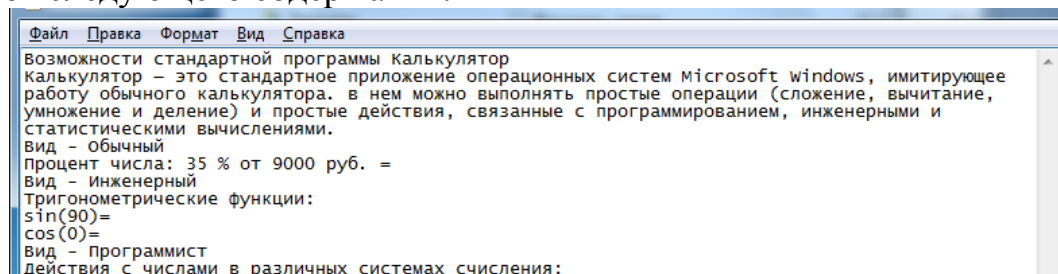 Файл Правка Формат Вид Справка
Возможности стандартной программы Калькулятор
Калькулятор – это стандартное приложение операционных систем Microsoft Windows, имитирующее
работу обычного калькулятора. в нем можно выполнять простые операции (сложение, вычитание,
умножение и деление) и простые действия, связанные с программированием, инженерными и
статистическими вычислениями.
Вид – Обычный
Процент числа: 35 % от 9000 руб. =
Вид – Инженерный
Тригонометрические функции:
sin(90)=
cos(0)=
Вид – Программист
Действия с числами в различных системах счисления: